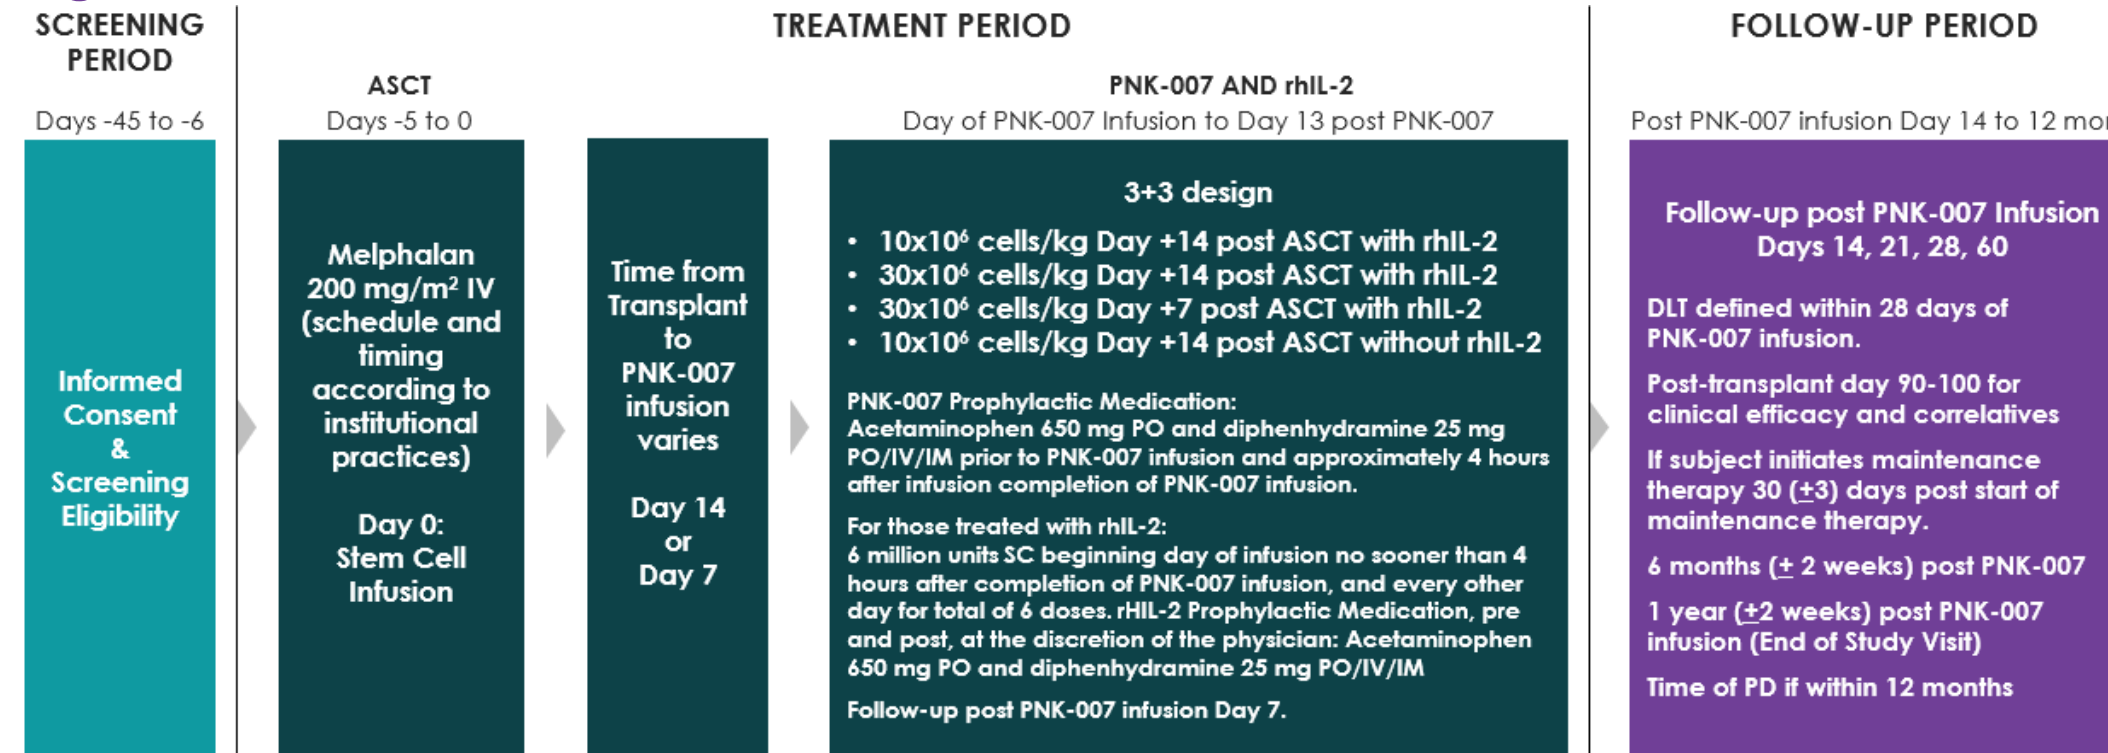 SCREENING
PERIOD
Days -45 to -6
Informed
Consent
&
Screening
Eligibility
TREATMENT PERIOD
ASCT
Days -5 to 0
Melphalan
200 mg/m² IV
(schedule and
timing
according to
institutional
practices)
Day 0:
Stem Cell
Infusion
Time from
Transplant
to
PNK-007
infusion
varies
Day 14
or
Day 7
PNK-007 AND rhIL-2
Day of PNK-007 Infusion to Day 13 post PNK-007
3+3 design
• 10x10⁶ cells/kg Day +14 post ASCT with rhIL-2
• 30x10⁶ cells/kg Day +14 post ASCT with rhIL-2
• 30x10⁶ cells/kg Day +7 post ASCT with rhIL-2
• 10x10⁶ cells/kg Day +14 post ASCT without rhIL-2
PNK-007 Prophylactic Medication:
Acetaminophen 650 mg PO and diphenhydramine 25 mg
PO/IV/IM prior to PNK-007 infusion and approximately 4 hours
after infusion completion of PNK-007 infusion.
For those treated with rhIL-2:
6 million units SC beginning day of infusion no sooner than 4
hours after completion of PNK-007 infusion, and every other
day for total of 6 doses. rHIL-2 Prophylactic Medication, pre
and post, at the discretion of the physician: Acetaminophen
650 mg PO and diphenhydramine 25 mg PO/IV/IM
Follow-up post PNK-007 infusion Day 7.
FOLLOW-UP PERIOD
Post PNK-007 infusion Day 14 to 12
Follow-up post PNK-007 Infusion
Days 14, 21, 28, 60
DLT defined within 28 days of
PNK-007 infusion.
Post-transplant day 90-100 for
clinical efficacy and correlatives
If subject initiates maintenance
therapy 30 (±3) days post start of
maintenance therapy.
6 months (± 2 weeks) post PNK-007
1 year (±2 weeks) post PNK-007
infusion (End of Study Visit)
Time of PD if within 12 months